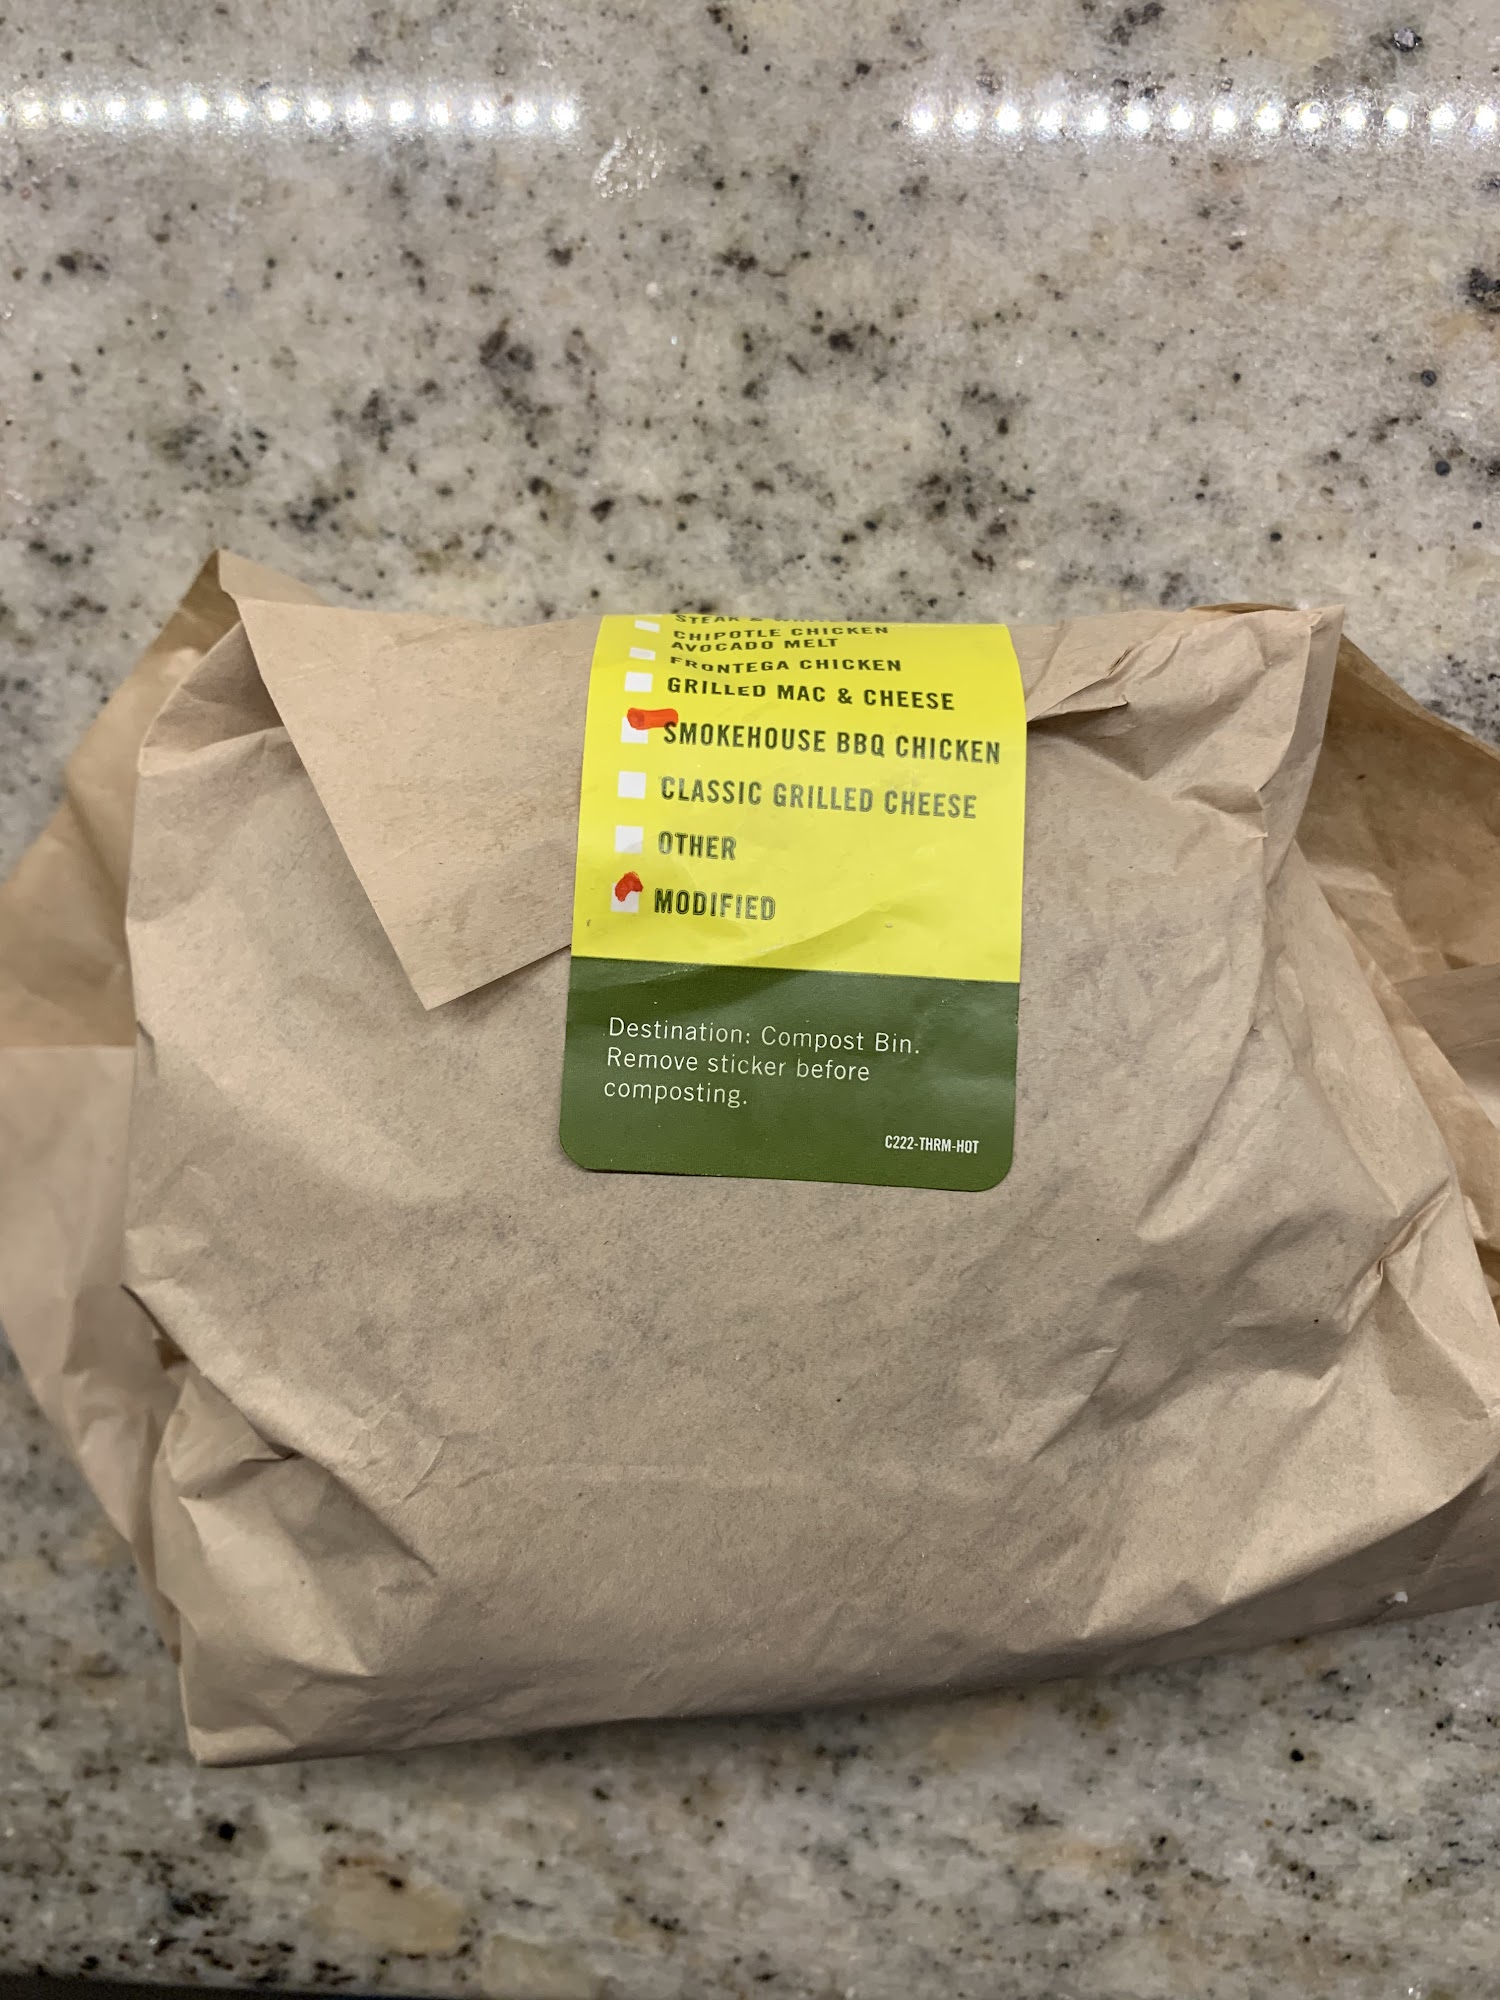 STEAK &
CHIPOTLE CHICKEN
AVOCADO MELT
FRONTEGA CHICKEN
GRILLED MAC & CHEESE
SMOKEHOUSE BBQ CHICKEN
CLASSIC GRILLED CHEESE
OTHER
MODIFIED
Destination: Compost Bin.
Remove sticker before
composting.
C222-THRM-HOT